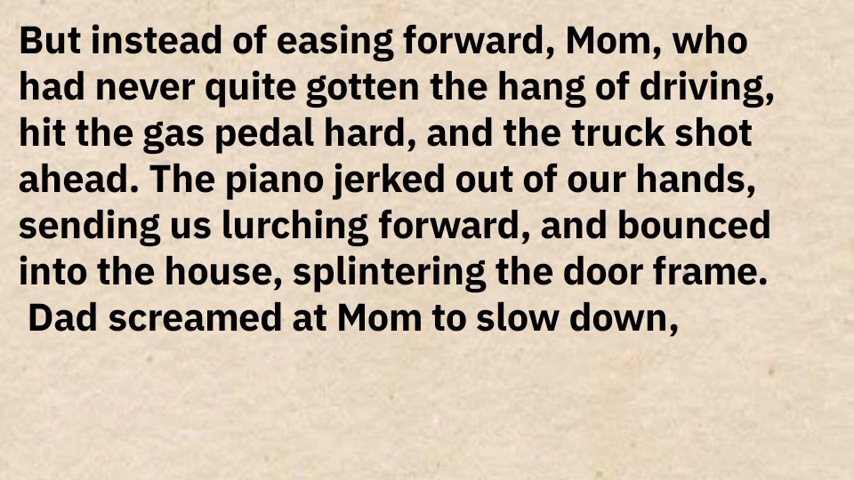 But instead of easing forward, Mom, who
had never quite gotten the hang of driving,
hit the gas pedal hard, and the truck shot
ahead. The piano jerked out of our hands,
sending us lurching forward, and bounced
into the house, splintering the door frame.
Dad screamed at Mom to slow down,